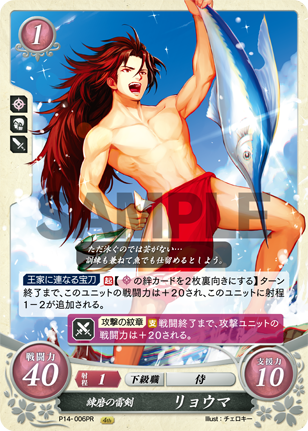 1
SAMPLE
ただ泳ぐのでは芸がない…
訓練も兼ねて魚でも仕留めるとしよう。
王家に連なる宝刀 起【の絆カードを2枚裏向きにする】ターン
終了まで、このユニットの戦闘力は+20され、このユニットに射程
1-2が追加される。
攻撃の紋章 支 戦闘終了まで、攻撃ユニットの
戦闘力は+20される。
戦闘力
40
射程 1
下級職
侍
支援力
10
練磨の雷剣
リョウマ
P14-006PR
Illust:チェロキー